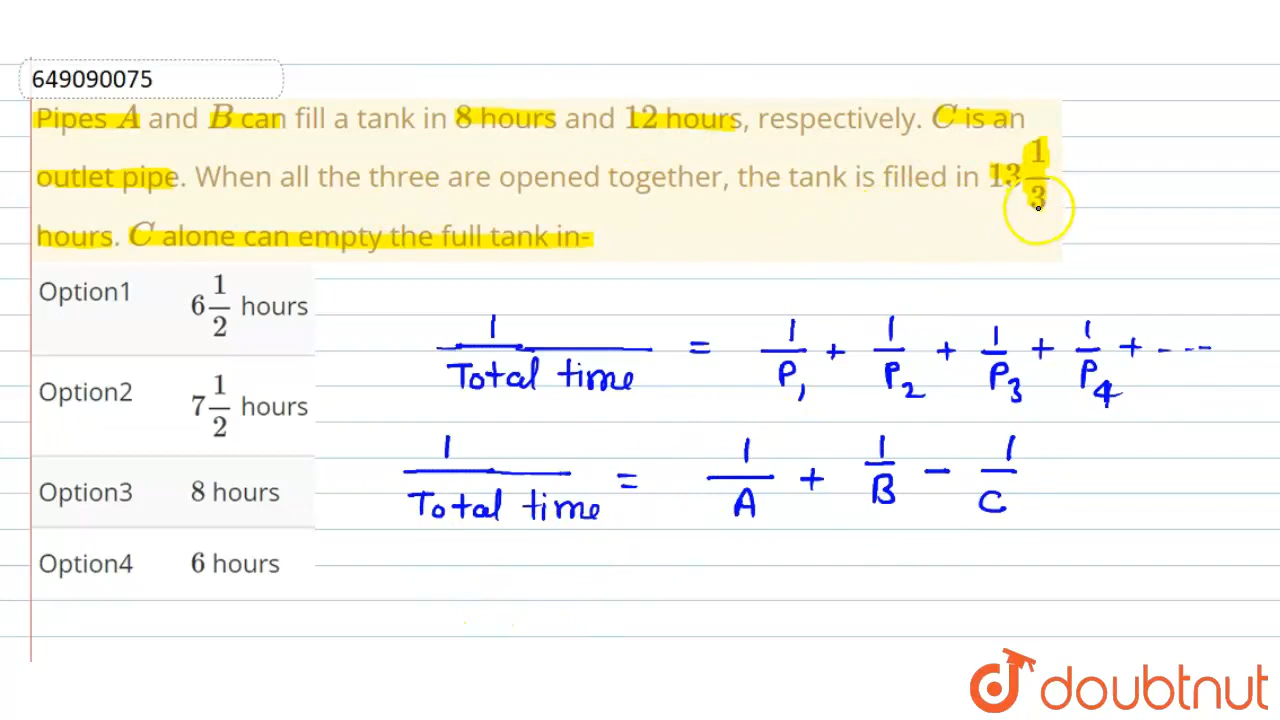 649090075
Pipes A and B can fill a tank in 8 hours and 12 hours, respectively. C is an
outlet pipe. When all the three are opened together, the tank is filled in 13 1/3
hours. C alone can empty the full tank in-
Option1 6 1/2 hours
Option2 7 1/2 hours
Option3 8 hours
Option4 6 hours
1/Total time = 1/P₁ + 1/P₂ + 1/P₃ + 1/P₄ + ----
1/Total time = 1/A + 1/B - 1/C
doubtnut